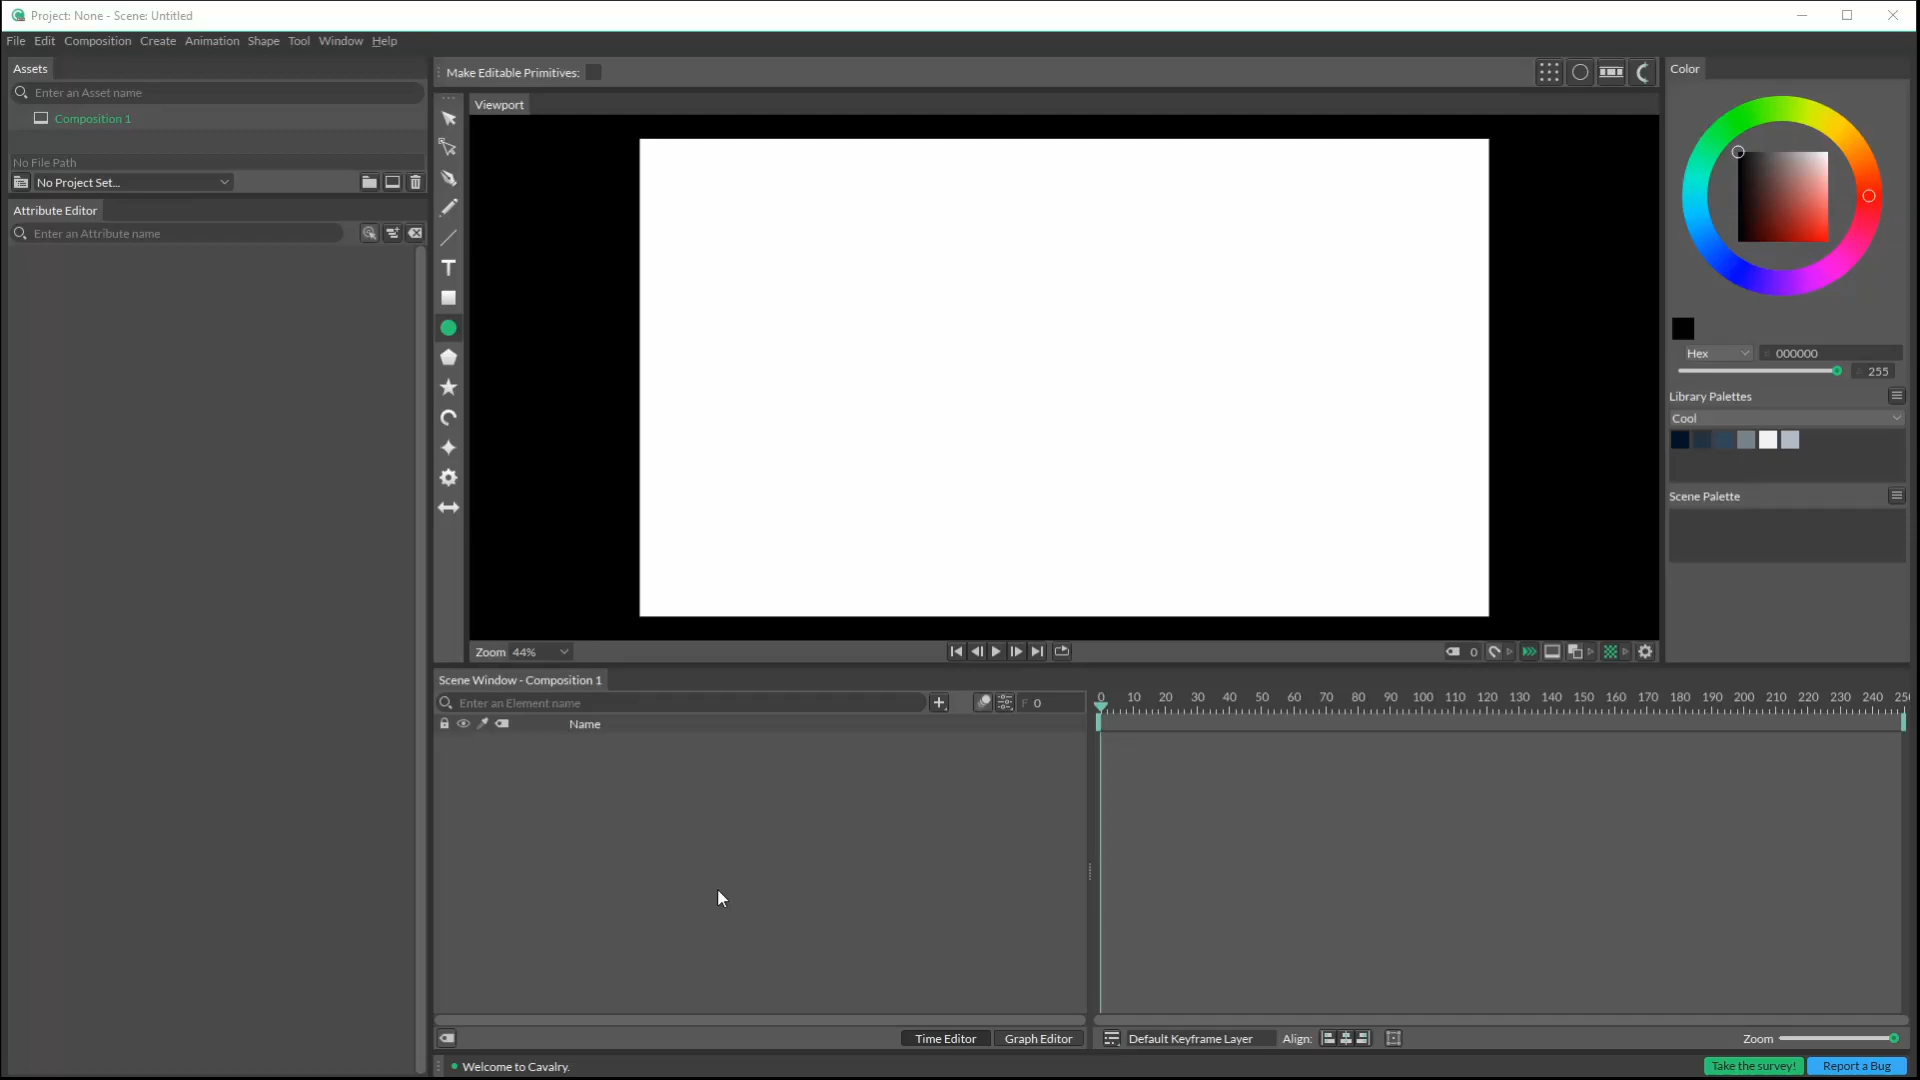 Project: None - Scene: Untitled
File Edit Composition Create Animation Shape Tool Window Help
Assets
Enter an Asset name
Composition 1
No File Path
No Project Set...
Attribute Editor
Enter an Attribute name
Make Editable Primitives:
Viewport
Zoom 44%
0
Color
Hex 000000
255
Library Palettes
Cool
Scene Palette
Scene Window - Composition 1
Enter an Element name
F 0
Name
0 10 20 30 40 50 60 70 80 90 100 110 120 130 140 150 160 170 180 190 200 210 220 230 240
Time Editor Graph Editor
Default Keyframe Layer Align: Zoom
Welcome to Cavalry.
Take the survey! Report a Bug